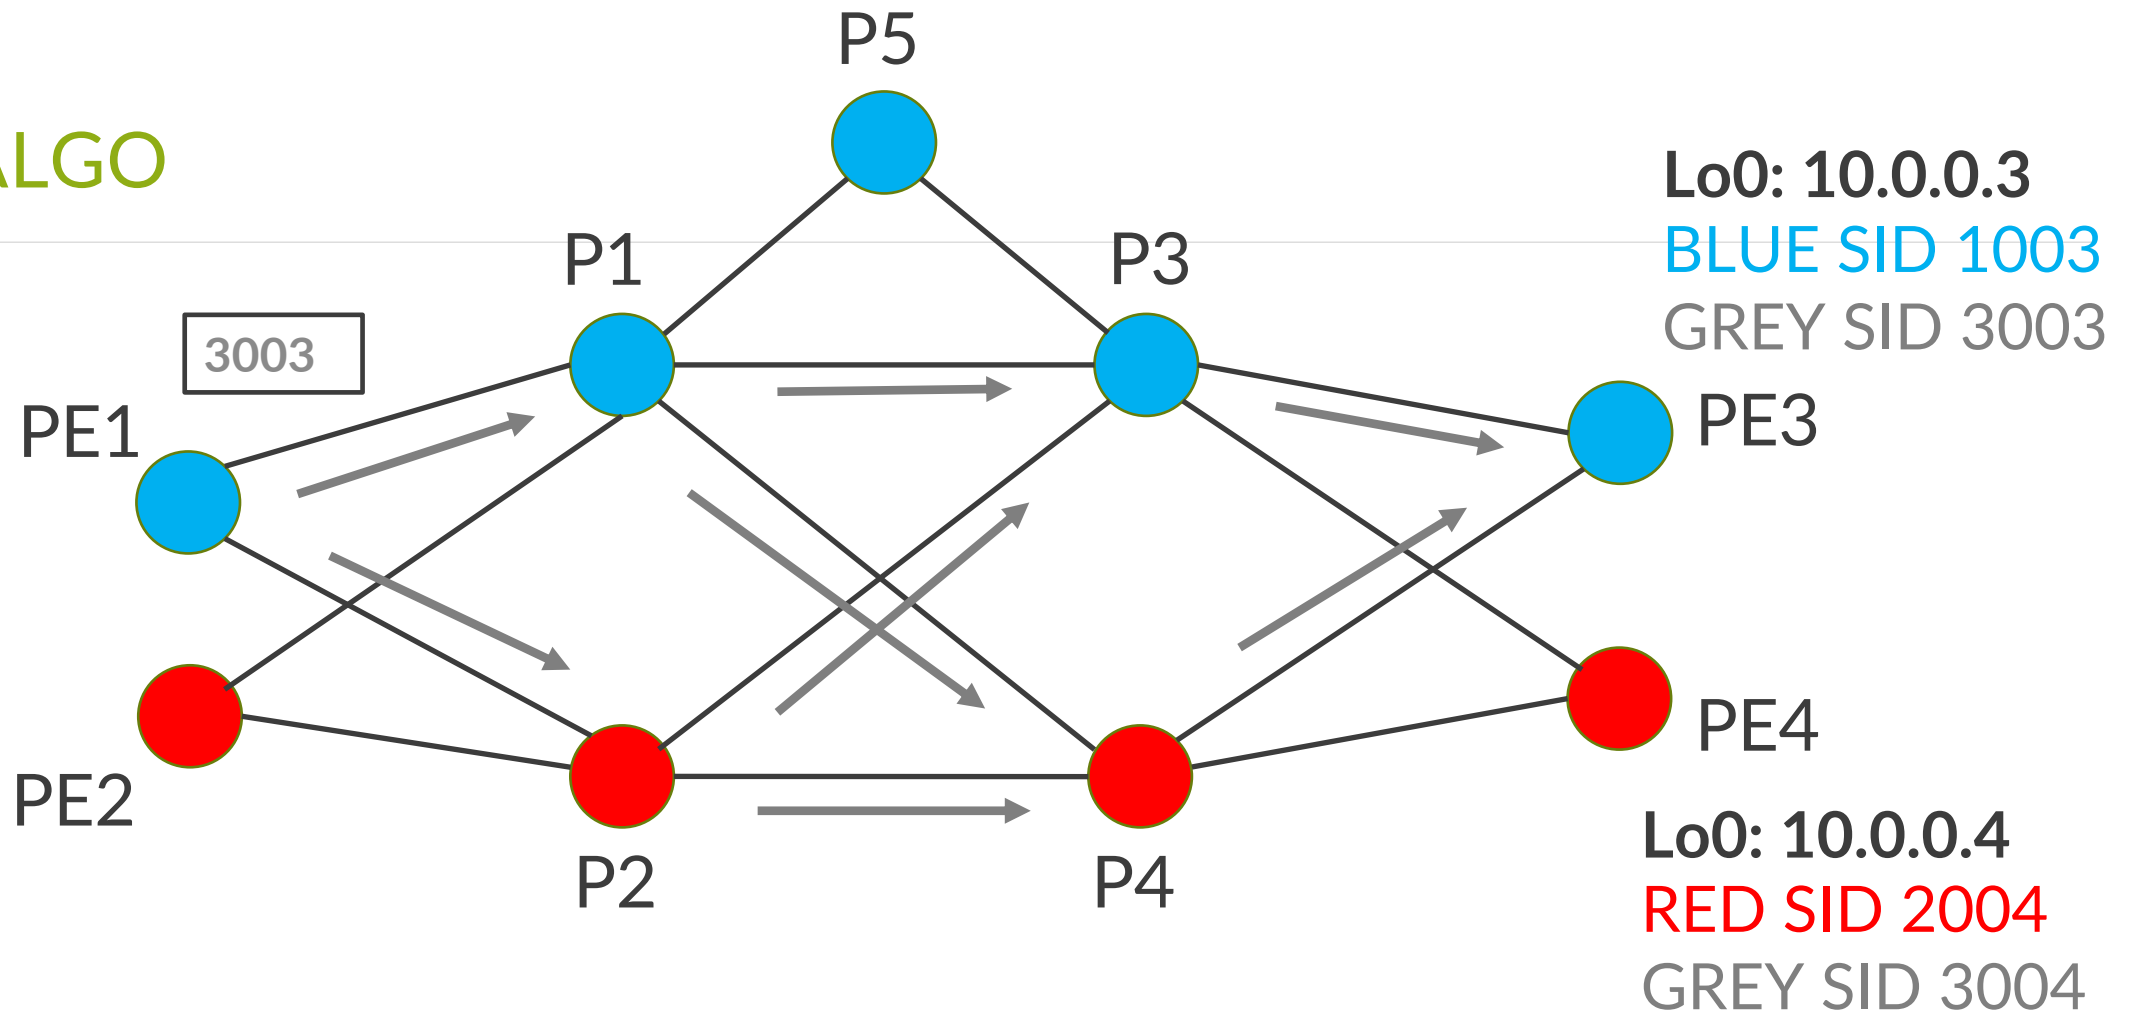 P5
ALGO
Lo0: 10.0.0.3
BLUE SID 1003
GREY SID 3003
P1
P3
3003
PE1
PE3
PE2
PE4
P2
P4
Lo0: 10.0.0.4
RED SID 2004
GREY SID 3004